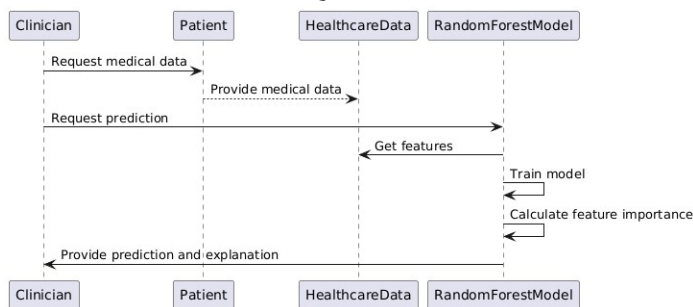 Clinician Patient HealthcareData RandomForestModel
Request medical data
Provide medical data
Request prediction
Get features
Train model
Calculate feature importance
Provide prediction and explanation
Clinician Patient HealthcareData RandomForestModel